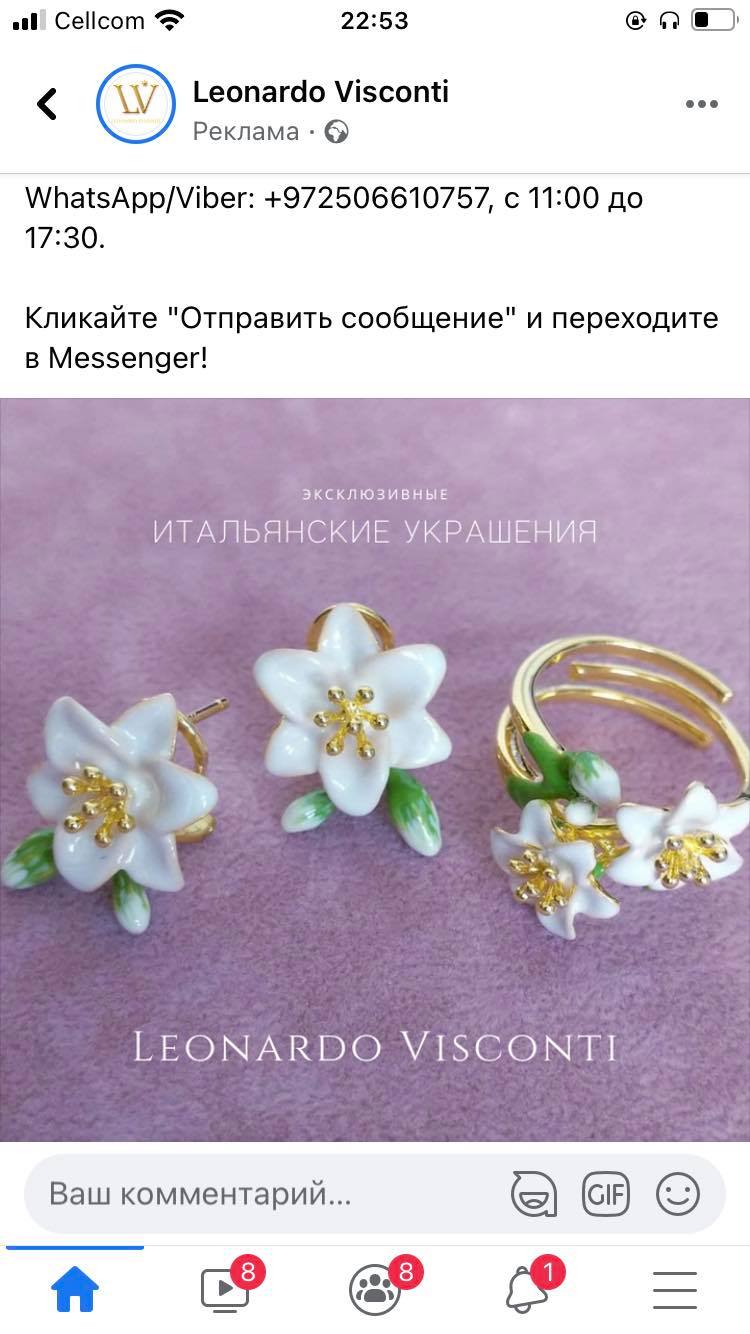 Cellcom 22:53
Leonardo Visconti
Реклама ·
WhatsApp/Viber: +972506610757, с 11:00 до
17:30.
Кликайте "Отправить сообщение" и переходите
в Messenger!
ЭКСКЛЮЗИВНЫЕ
ИТАЛЬЯНСКИЕ УКРАШЕНИЯ
LEONARDO VISCONTI
Ваш комментарий...
GIF
8
8
1